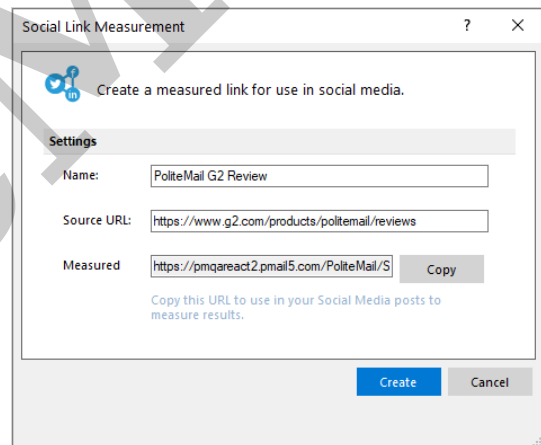 Social Link Measurement
?
Create a measured link for use in social media.
Settings
Name:
PoliteMail G2 Review
Source URL:
https://www.g2.com/products/politemail/reviews
Measured
https://pmqareact2.pmail5.com/PoliteMail/S
Copy
Copy this URL to use in your Social Media posts to
measure results.
Create
Cancel